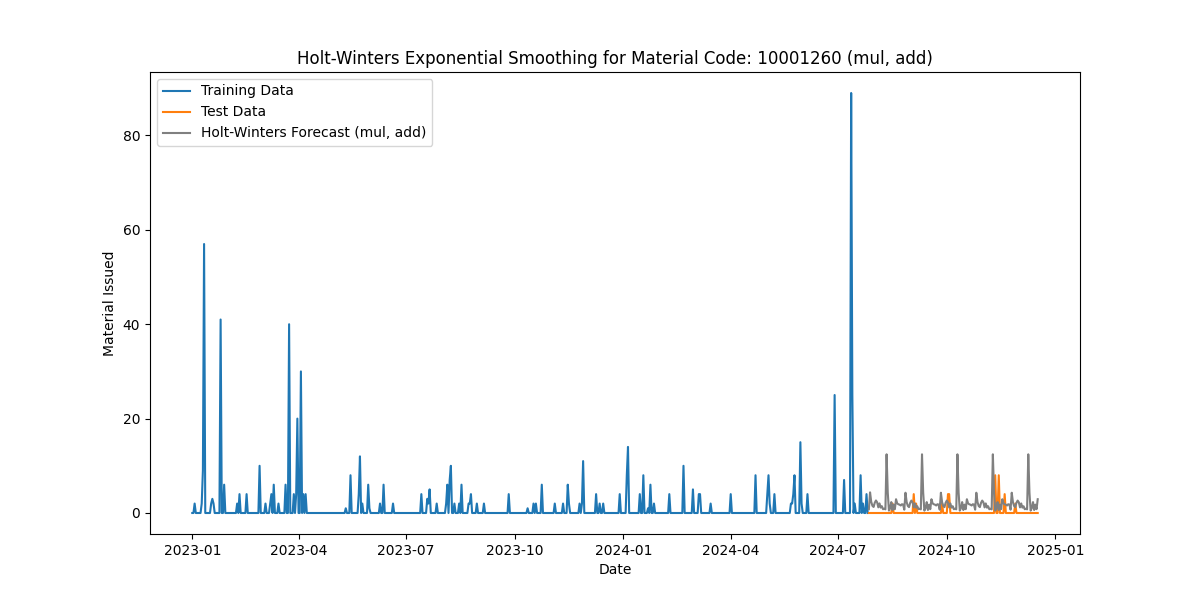 Holt-Winters Exponential Smoothing for Material Code: 10001260 (mul, add)
Training Data
Test Data
Holt-Winters Forecast (mul, add)
80
60
40
20
0
Material Issued
2023-01 2023-04 2023-07 2023-10 2024-01 2024-04 2024-07 2024-10 2025-01
Date